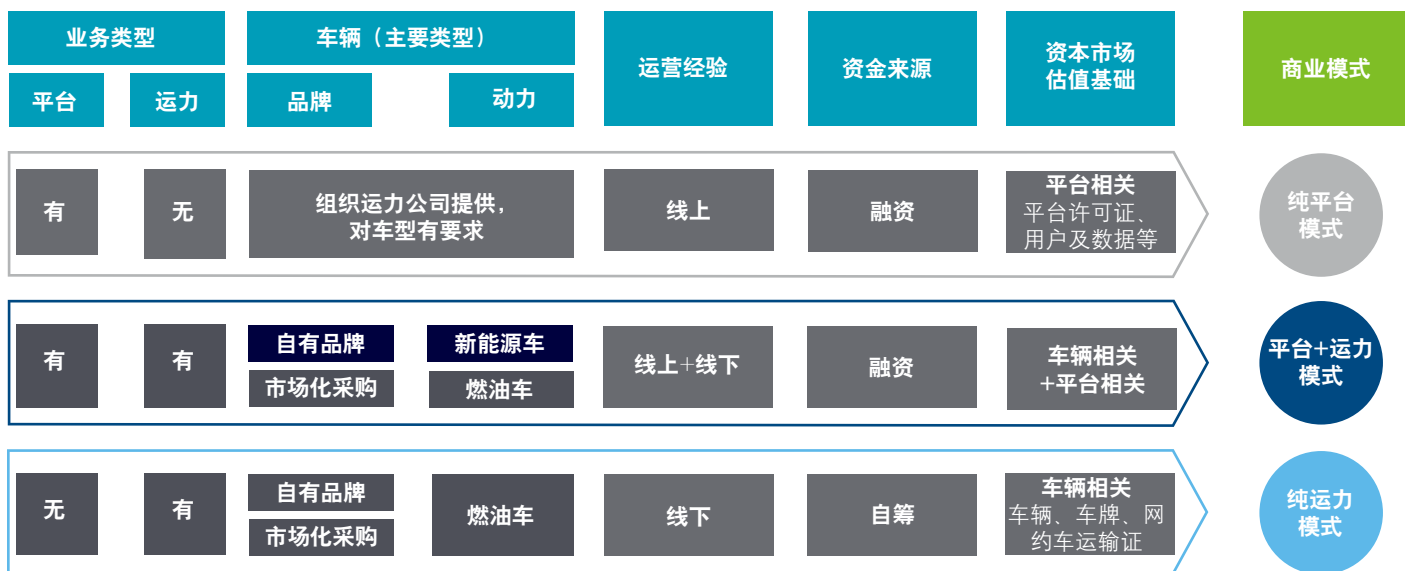 业务类型
车辆（主要类型）
运营经验
资金来源
资本市场
估值基础
商业模式
平台
运力
品牌
动力
有
无
组织运力公司提供，
对车型有要求
线上
融资
平台相关
平台许可证、
用户及数据等
纯平台
模式
有
有
自有品牌
市场化采购
新能源车
燃油车
线上+线下
融资
车辆相关
+平台相关
平台+运力
模式
无
有
自有品牌
市场化采购
燃油车
线下
自筹
车辆相关
车辆、车牌、网
约车运输证
纯运力
模式